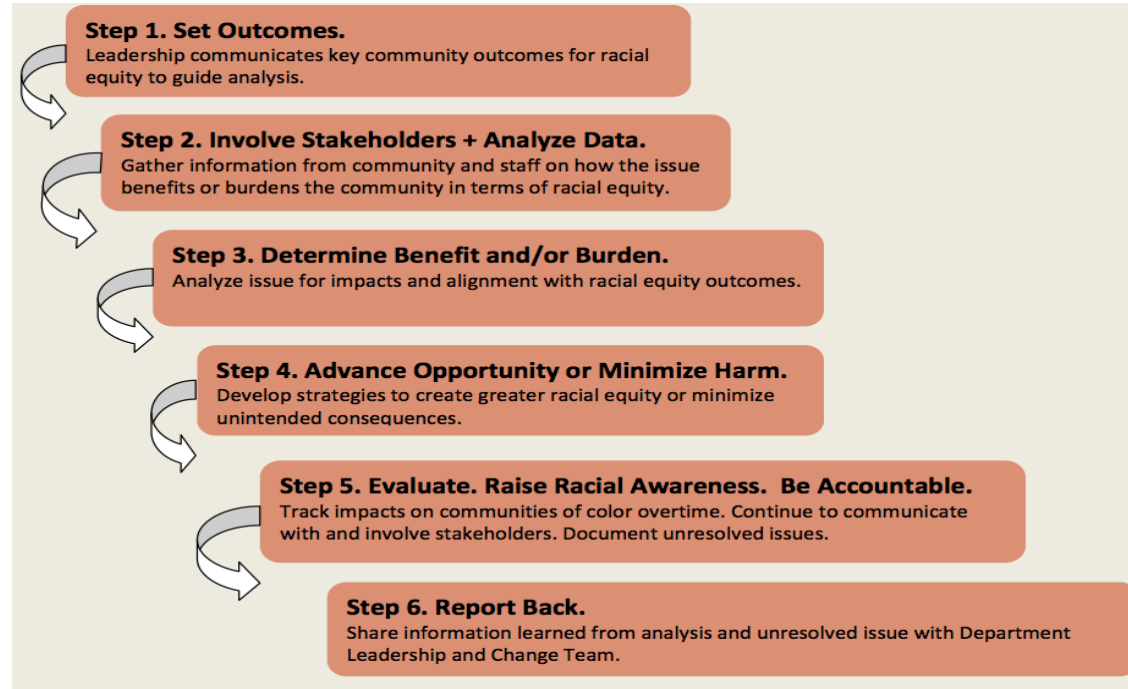 Step 1. Set Outcomes.
Leadership communicates key community outcomes for racial
equity to guide analysis.
Step 2. Involve Stakeholders + Analyze Data.
Gather information from community and staff on how the issue
benefits or burdens the community in terms of racial equity.
Step 3. Determine Benefit and/or Burden.
Analyze issue for impacts and alignment with racial equity outcomes.
Step 4. Advance Opportunity or Minimize Harm.
Develop strategies to create greater racial equity or minimize
unintended consequences.
Step 5. Evaluate. Raise Racial Awareness.  Be Accountable.
Track impacts on communities of color overtime. Continue to communicate
with and involve stakeholders. Document unresolved issues.
Step 6. Report Back.
Share information learned from analysis and unresolved issue with Department
Leadership and Change Team.